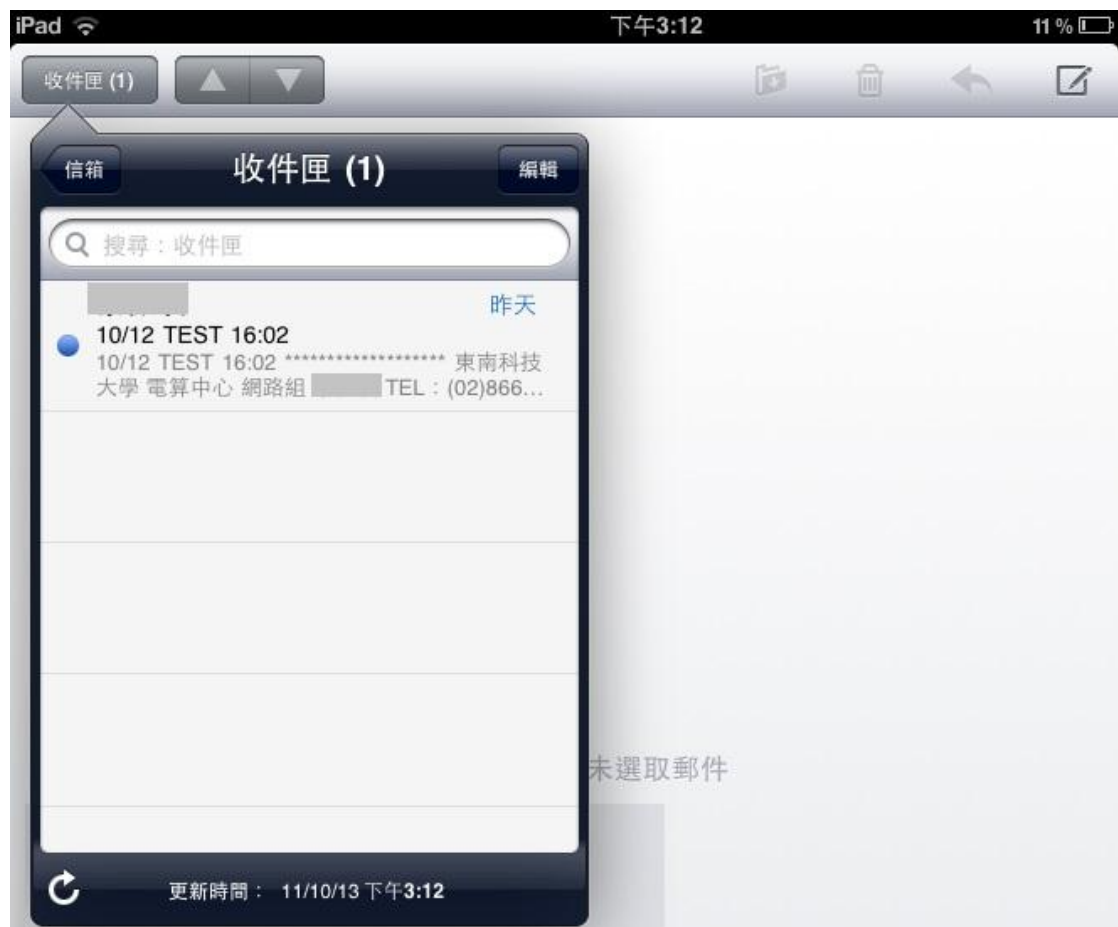 iPad 下午3:12 11 %
收件匣 (1)
信箱 收件匣 (1) 編輯
搜尋：收件匣
昨天
10/12 TEST 16:02
10/12 TEST 16:02 ******************* 東南科技
大學 電算中心 網路組 TEL：(02)866...
未選取郵件
更新時間： 11/10/13 下午3:12